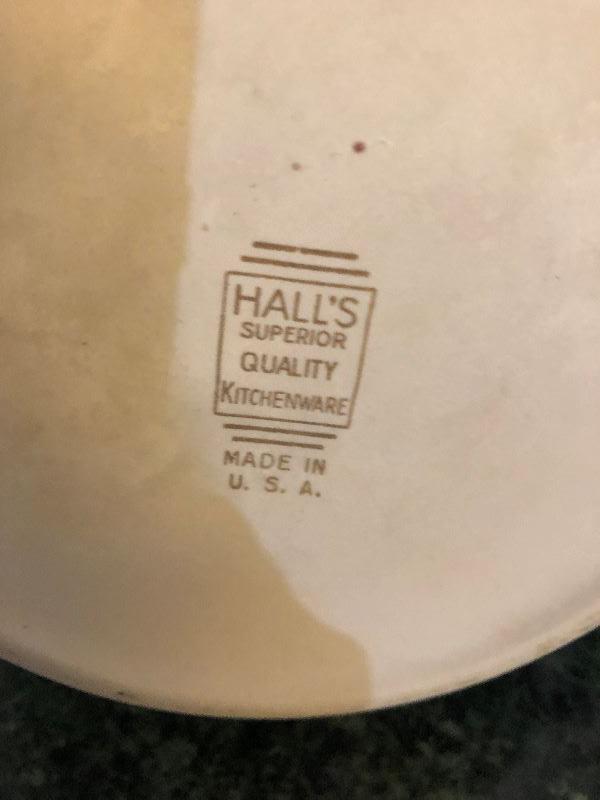 HALL'S
SUPERIOR
QUALITY
KITCHENWARE
MADE IN
U. S. A.